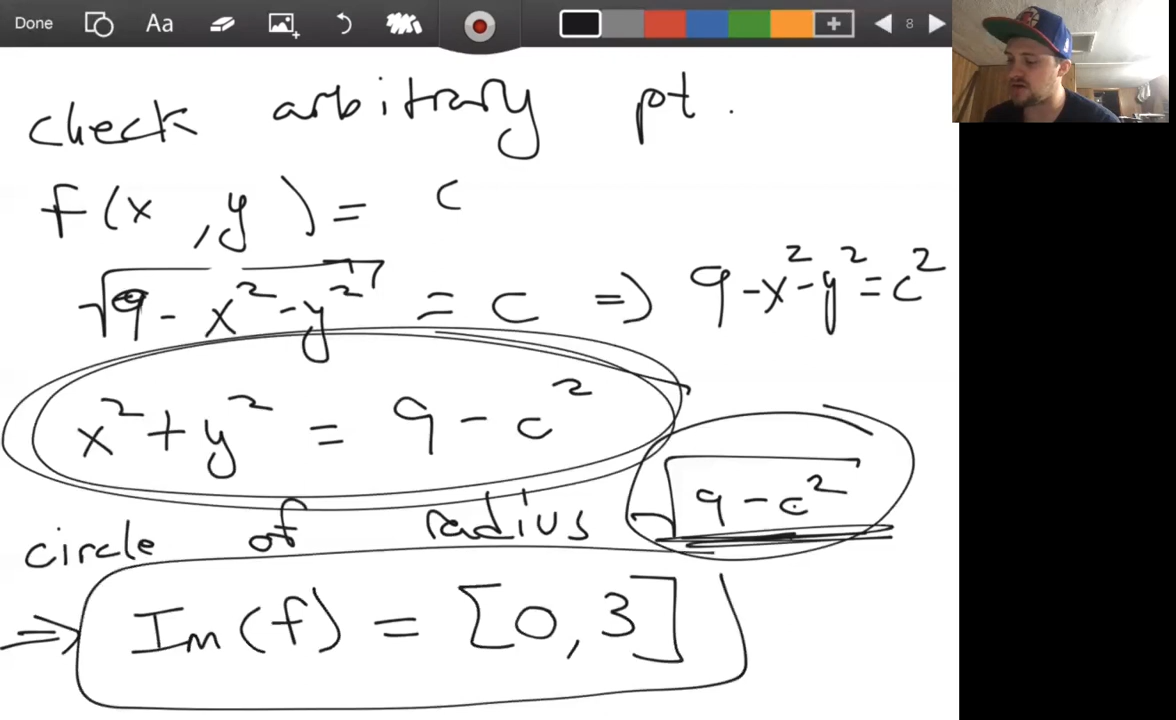 Done Aa 8
check arbitrary pt.
f(x, y) = c
√9 - x² - y² = c ⇒ 9 - x² - y² = c²
x² + y² = 9 - c²
circle of radius √9 - c²
⇒ Im(f) = [0, 3]